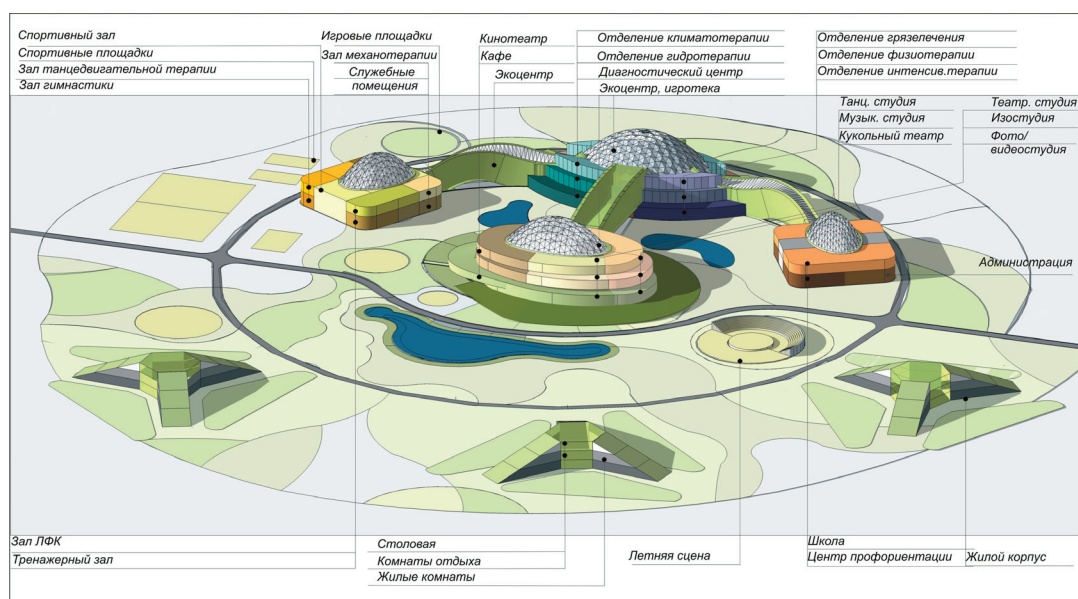 Спортивный зал
Спортивные площадки
Зал танцедвигательной терапии
Зал гимнастики
Игровые площадки
Зал механотерапии
Служебные
помещения
Кинотеатр
Кафе
Экоцентр
Отделение климатотерапии
Отделение гидротерапии
Диагностический центр
Экоцентр, игротека
Отделение грязелечения
Отделение физиотерапии
Отделение интенсив.терапии
Танц. студия
Музык. студия
Кукольный театр
Театр. студия
Изостудия
Фото/
видеостудия
Администрация
Зал ЛФК
Тренажерный зал
Столовая
Комнаты отдыха
Жилые комнаты
Летняя сцена
Школа
Центр профориентации
Жилой корпус